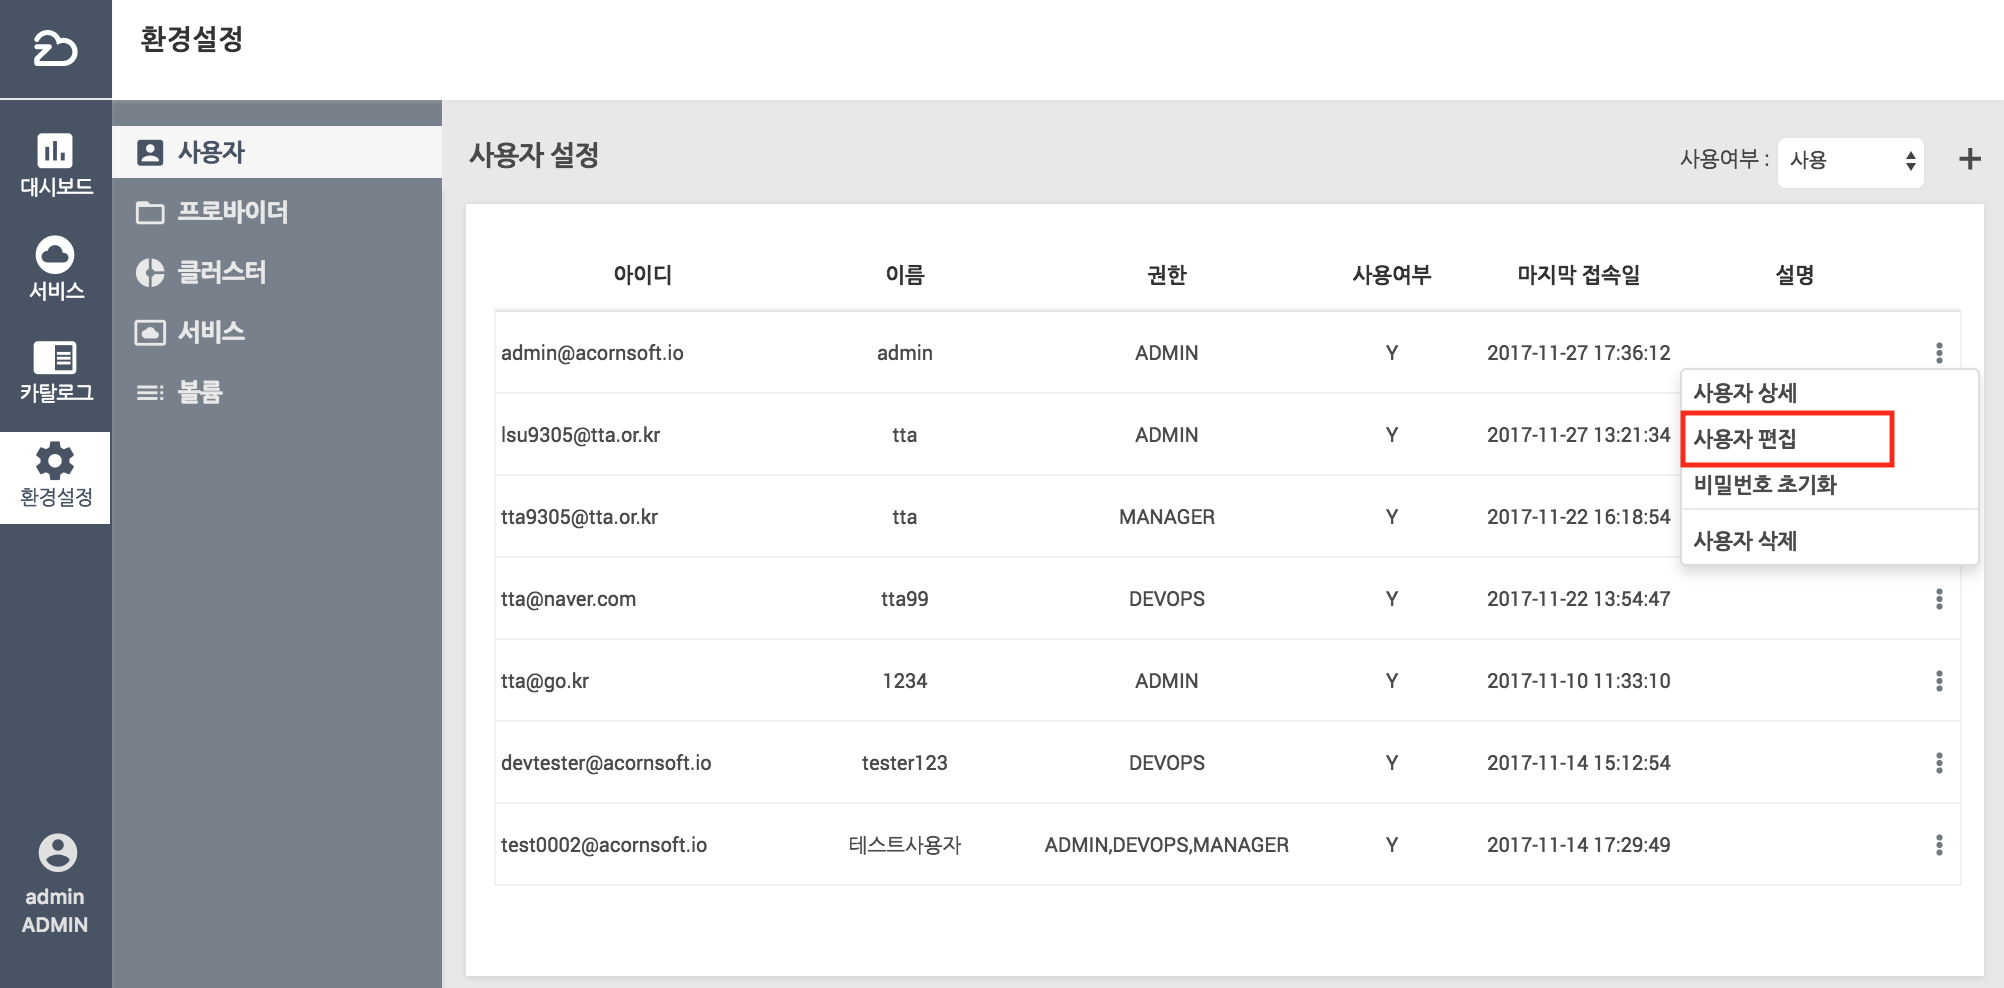 환경설정
대시보드
서비스
카탈로그
환경설정
admin
ADMIN
사용자
프로바이더
클러스터
서비스
볼륨
사용자 설정
사용여부 : 사용
아이디 이름 권한 사용여부 마지막 접속일 설명
admin@acornsoft.io admin ADMIN Y 2017-11-27 17:36:12
lsu9305@tta.or.kr tta ADMIN Y 2017-11-27 13:21:34
tta9305@tta.or.kr tta MANAGER Y 2017-11-22 16:18:54
tta@naver.com tta99 DEVOPS Y 2017-11-22 13:54:47
tta@go.kr 1234 ADMIN Y 2017-11-10 11:33:10
devtester@acornsoft.io tester123 DEVOPS Y 2017-11-14 15:12:54
test0002@acornsoft.io 테스트사용자 ADMIN,DEVOPS,MANAGER Y 2017-11-14 17:29:49
사용자 상세
사용자 편집
비밀번호 초기화
사용자 삭제